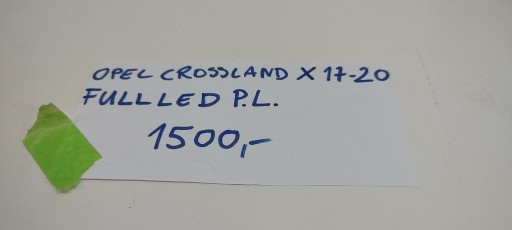 OPEL CROSSLAND X 17-20
FULL LED P.L.
1500,-